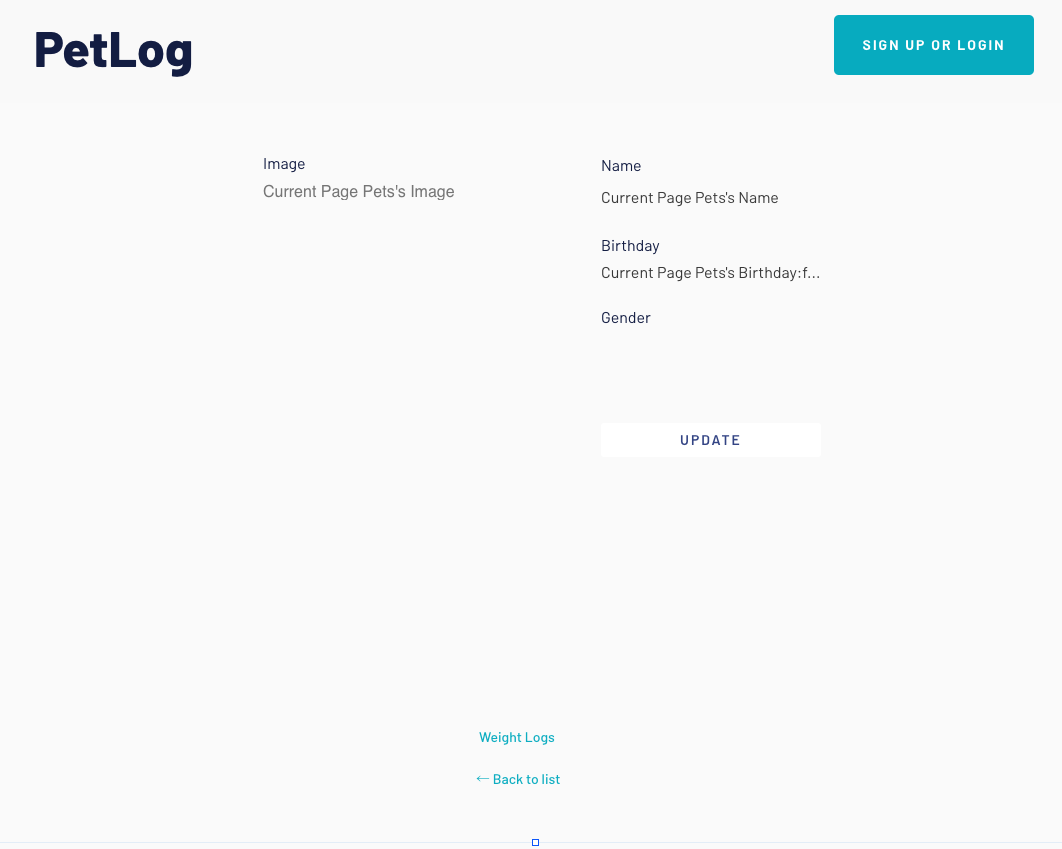 PetLog
SIGN UP OR LOGIN
Image
Current Page Pets's Image
Name
Current Page Pets's Name
Birthday
Current Page Pets's Birthday:f...
Gender
UPDATE
Weight Logs
← Back to list